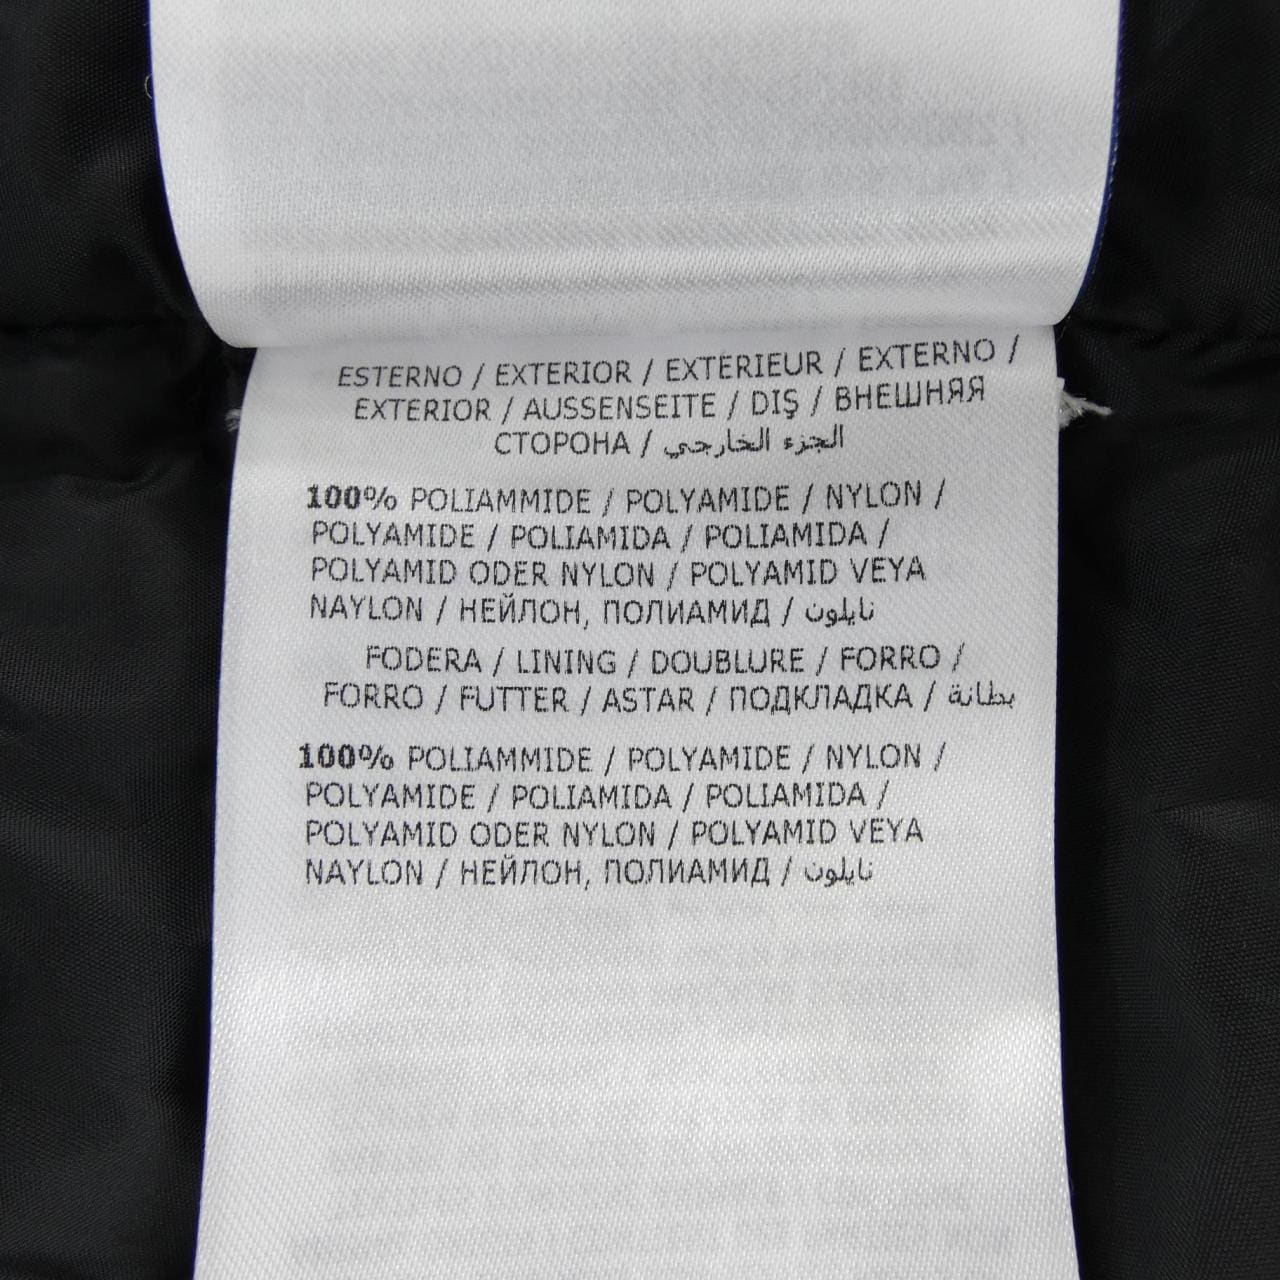 ESTERNO / EXTERIOR / EXTÉRIEUR / EXTERNO /
EXTERIOR / AUSSENSEITE / DIŞ / ВНЕШНЯЯ
СТОРОНА / الجزء الخارجي
100% POLIAMMIDE / POLYAMIDE / NYLON /
POLYAMIDE / POLIAMIDA / POLIAMIDA /
POLYAMID ODER NYLON / POLYAMID VEYA
NAYLON / НЕЙЛОН, ПОЛИАМИД / نايلون
FODERA / LINING / DOUBLURE / FORRO /
FORRO / FUTTER / ASTAR / ПОДКЛАДКА / بطانة
100% POLIAMMIDE / POLYAMIDE / NYLON /
POLYAMIDE / POLIAMIDA / POLIAMIDA /
POLYAMID ODER NYLON / POLYAMID VEYA
NAYLON / НЕЙЛОН, ПОЛИАМИД / نايلون